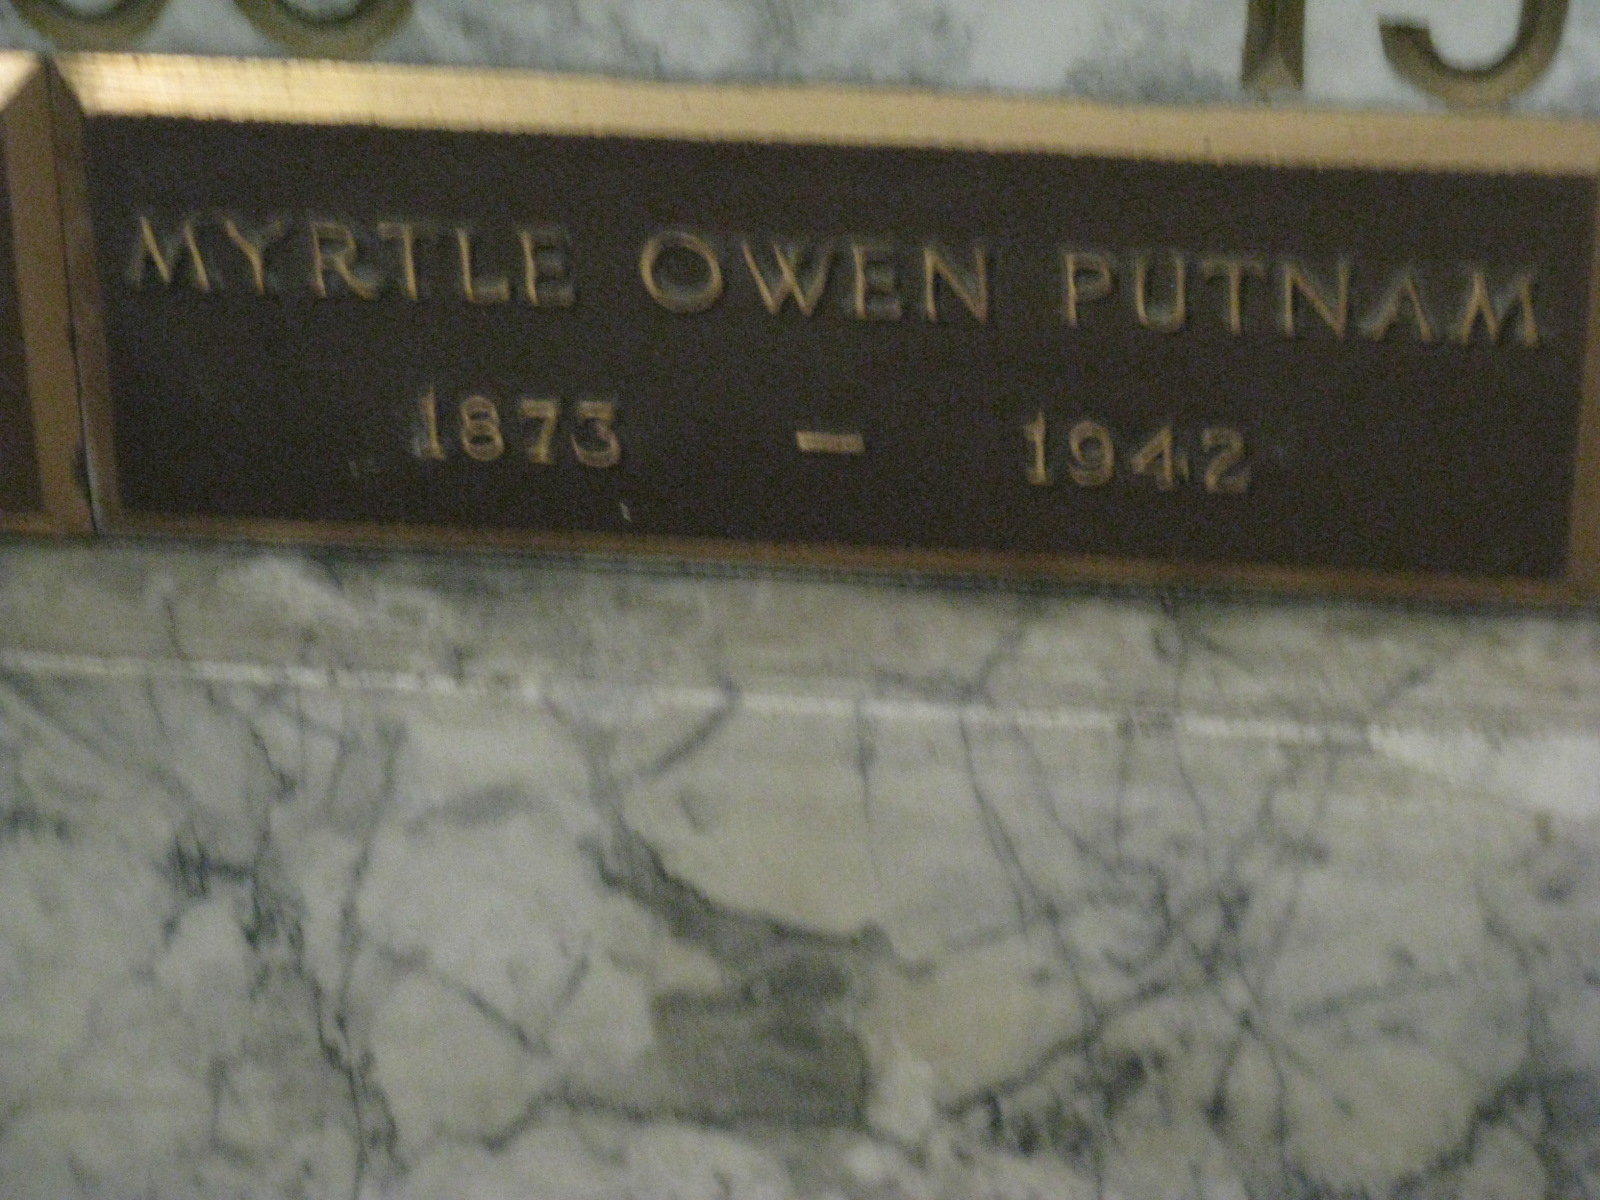 MYRTLE OWEN PUTNAM
1873 – 1942